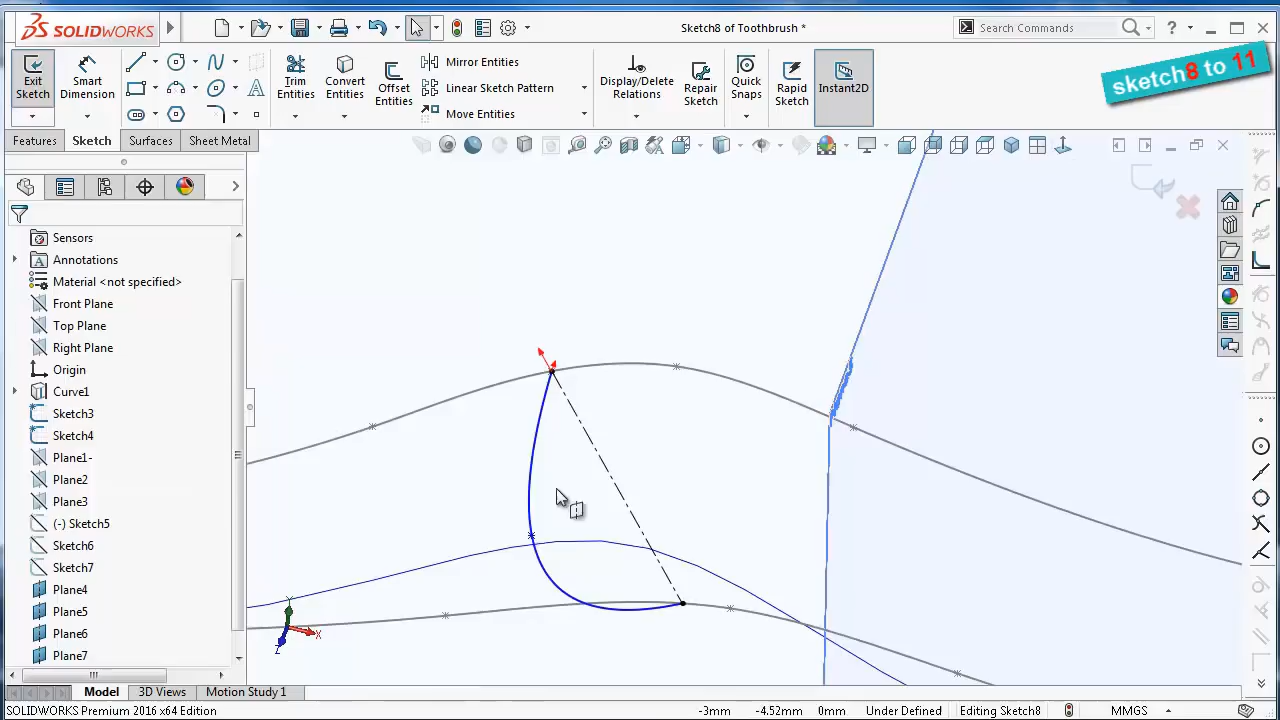 SOLIDWORKS
Sketch8 of Toothbrush *
Search Commands
sketch8 to 11
Exit Sketch
Smart Dimension
Trim Entities
Convert Entities
Offset Entities
Mirror Entities
Linear Sketch Pattern
Move Entities
Display/Delete Relations
Repair Sketch
Quick Snaps
Rapid Sketch
Instant2D
Features
Sketch
Surfaces
Sheet Metal
Sensors
Annotations
Material <not specified>
Front Plane
Top Plane
Right Plane
Origin
Curve1
Sketch3
Sketch4
Plane1-
Plane2
Plane3
(-) Sketch5
Sketch6
Sketch7
Plane4
Plane5
Plane6
Plane7
Y
X
Z
Model
3D Views
Motion Study 1
SOLIDWORKS Premium 2016 x64 Edition
-3mm
-4.52mm
0mm
Under Defined
Editing Sketch8
MMGS